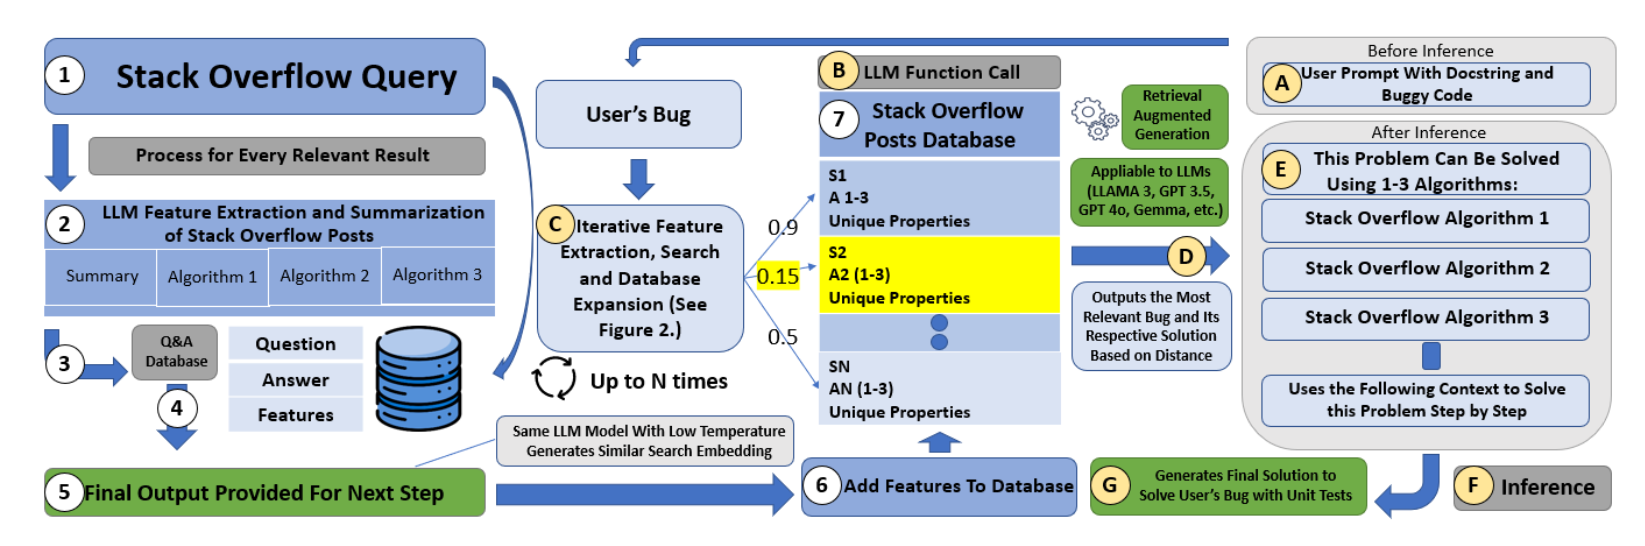 1
Stack Overflow Query
Process for Every Relevant Result
2
LLM Feature Extraction and Summarization
of Stack Overflow Posts
Summary
Algorithm 1
Algorithm 2
Algorithm 3
3
Q&A
Database
Question
Answer
Features
4
5
Final Output Provided For Next Step
Same LLM Model With Low Temperature
Generates Similar Search Embedding
User's Bug
C
Iterative Feature
Extraction, Search
and Database
Expansion (See
Figure 2.)
Up to N times
0.9
0.15
0.5
B
LLM Function Call
7
Stack Overflow
Posts Database
S1
A 1-3
Unique Properties
S2
A2 (1-3)
Unique Properties
SN
AN (1-3)
Unique Properties
6
Add Features To Database
Retrieval
Augmented
Generation
Appliable to LLMs
(LLAMA 3, GPT 3.5,
GPT 4o, Gemma, etc.)
D
Outputs the Most
Relevant Bug and Its
Respective Solution
Based on Distance
Before Inference
A
User Prompt With Docstring and
Buggy Code
After Inference
E
This Problem Can Be Solved
Using 1-3 Algorithms:
Stack Overflow Algorithm 1
Stack Overflow Algorithm 2
Stack Overflow Algorithm 3
Uses the Following Context to Solve
this Problem Step by Step
G
Generates Final Solution to
Solve User's Bug with Unit Tests
F
Inference